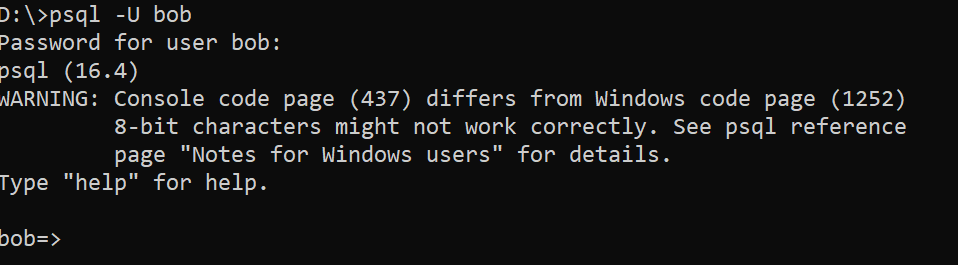 D:\>psql -U bob
Password for user bob:
psql (16.4)
WARNING: Console code page (437) differs from Windows code page (1252)
         8-bit characters might not work correctly. See psql reference
         page "Notes for Windows users" for details.
Type "help" for help.

bob=>